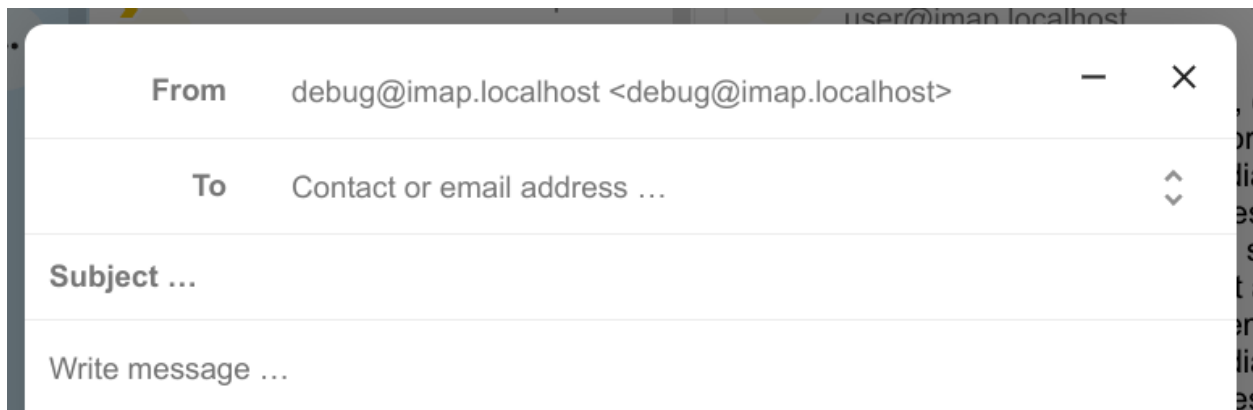 user@imap.localhost
From debug@imap.localhost <debug@imap.localhost>
To Contact or email address …
Subject …
Write message …